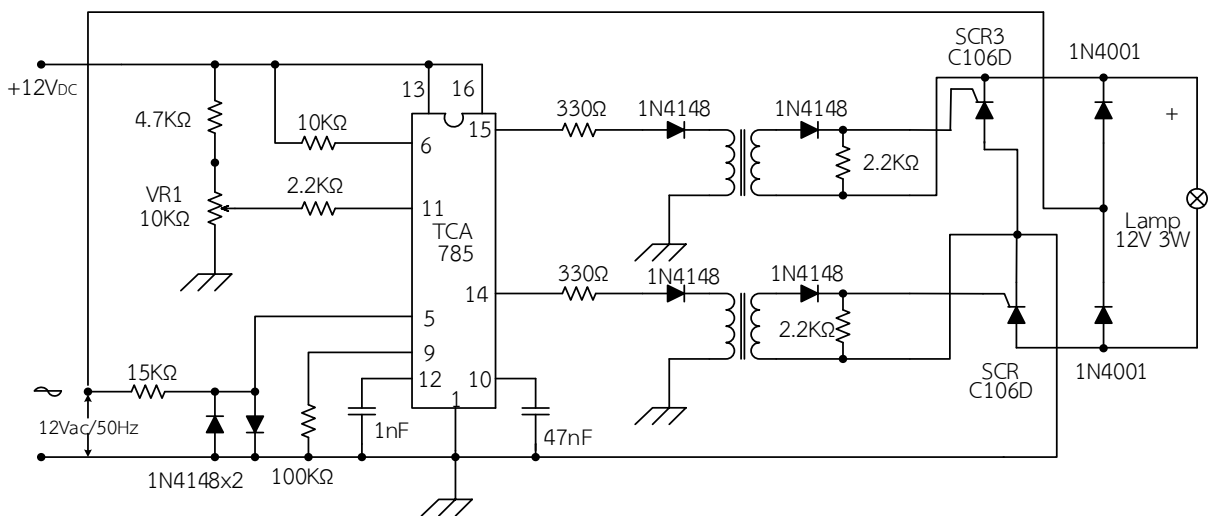 SCR3
C106D
1N4001
+12VDC
13
16
4.7KΩ
10KΩ
6
15
330Ω
1N4148
1N4148
2.2KΩ
+
VR1
10KΩ
2.2KΩ
11
TCA
785
Lamp
12V 3W
14
330Ω
1N4148
1N4148
2.2KΩ
5
9
12
10
1
15KΩ
12Vac/50Hz
1nF
47nF
SCR
C106D
1N4001
1N4148x2
100KΩ